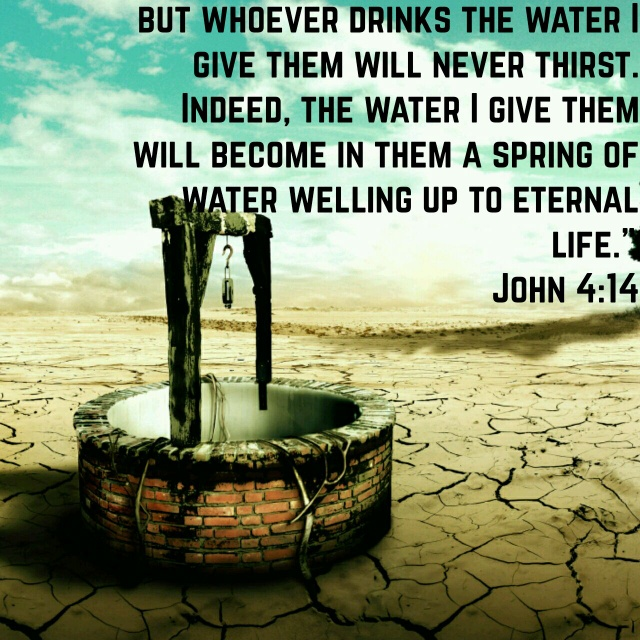 BUT WHOEVER DRINKS THE WATER I
GIVE THEM WILL NEVER THIRST.
INDEED, THE WATER I GIVE THEM
WILL BECOME IN THEM A SPRING OF
WATER WELLING UP TO ETERNAL
LIFE.”
JOHN 4:14